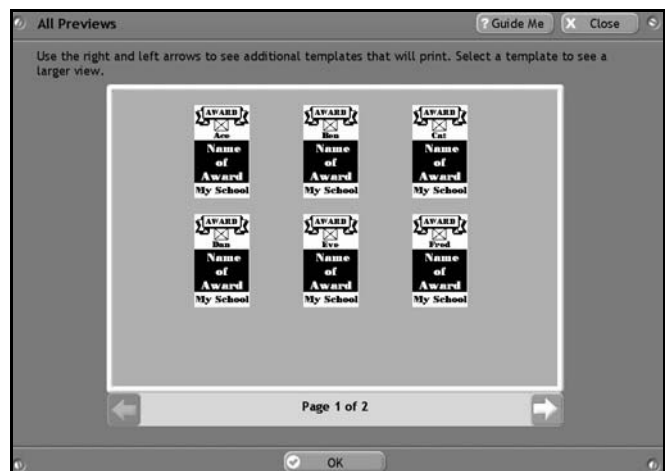 All Previews
? Guide Me
X Close
Use the right and left arrows to see additional templates that will print. Select a template to see a
larger view.
AWARD
Ace
Name
of
Award
My School
AWARD
Ben
Name
of
Award
My School
AWARD
Cat
Name
of
Award
My School
AWARD
Dan
Name
of
Award
My School
AWARD
Eve
Name
of
Award
My School
AWARD
Fred
Name
of
Award
My School
Page 1 of 2
OK